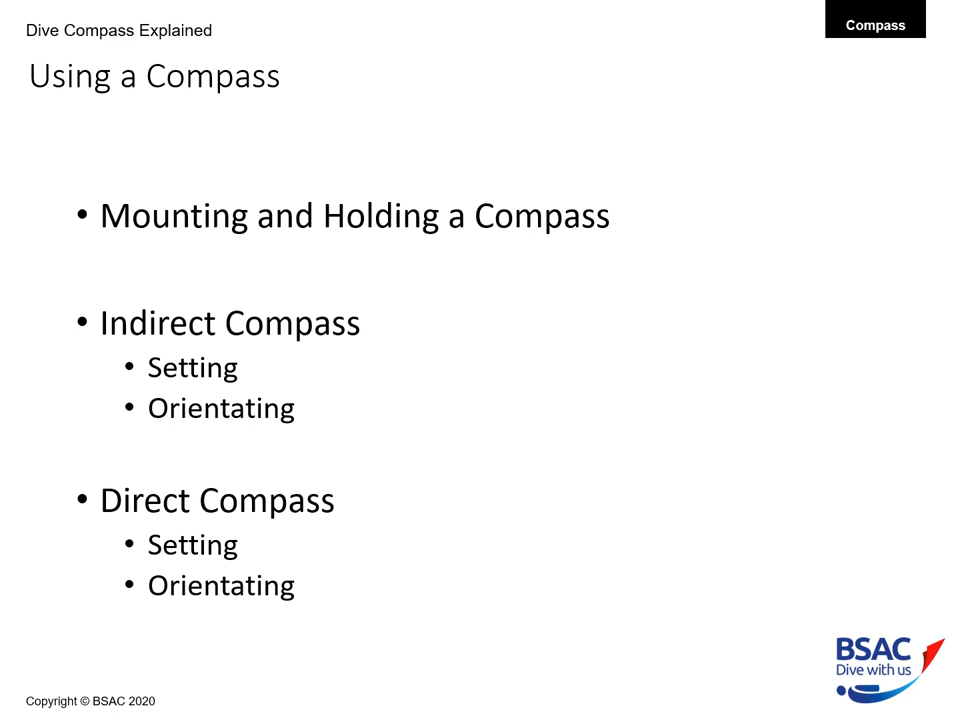 Dive Compass Explained
Compass
Using a Compass
• Mounting and Holding a Compass
• Indirect Compass
• Setting
• Orientating
• Direct Compass
• Setting
• Orientating
BSAC
Dive with us
Copyright © BSAC 2020